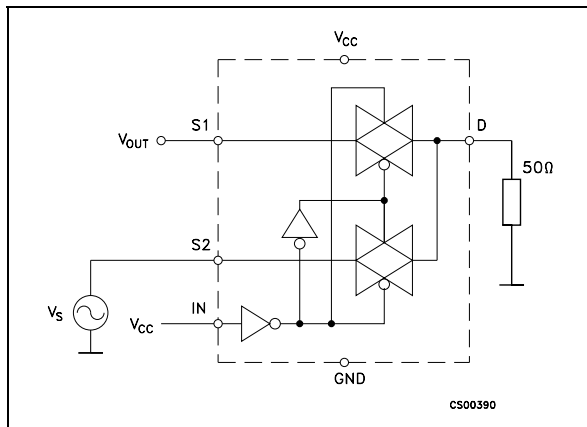 VCC
S1
D
VOUT
50Ω
S2
IN
VS
VCC
GND
CS00390